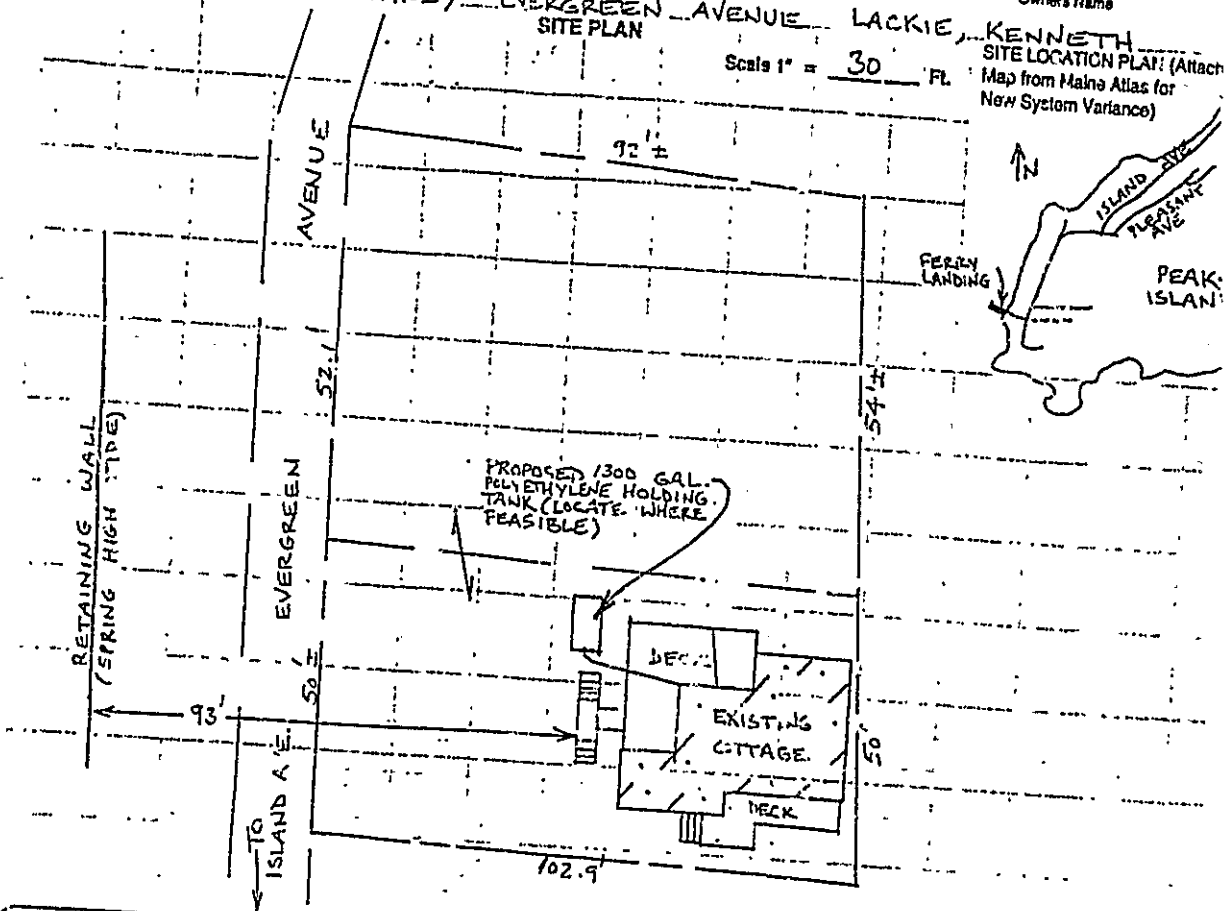 EVERGREEN AVENUE LACKIE, KENNETH
Owners Name
SITE PLAN
Scale 1" = 30 Ft.
SITE LOCATION PLAN (Attach
Map from Maine Atlas for
New System Variance)
N
ISLAND AVE
PLEASANT
AVE
FERRY
LANDING
PEAK
ISLAN
92'±
AVENUE
52.1
54'±
RETAINING WALL
(SPRING HIGH TIDE)
EVERGREEN
PROPOSED 1300 GAL.
POLYETHYLENE HOLDING
TANK (LOCATE WHERE
FEASIBLE)
50'±
DECK
93'
EXISTING
COTTAGE
50'
DECK
TO
ISLAND AVE
102.9'